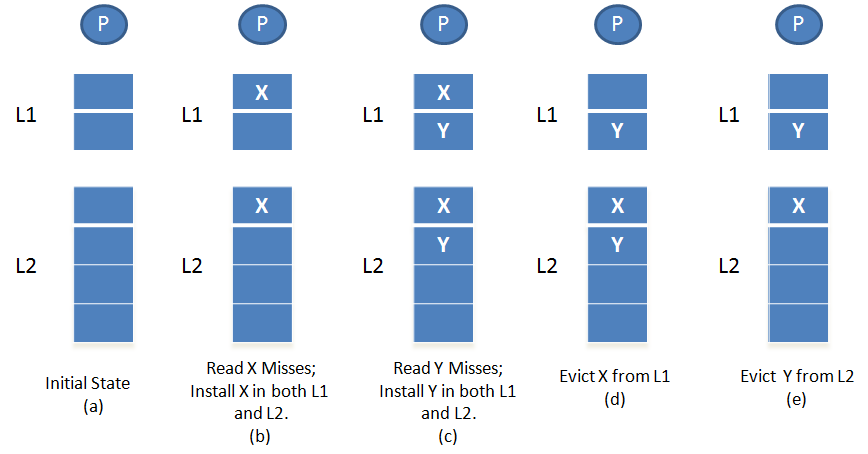 P P P P P
L1 L1 X L1 X L1 L1
Y Y Y
L2 L2 X L2 X L2 X L2 X
Y Y
Initial State
(a)
Read X Misses;
Install X in both L1
and L2.
(b)
Read Y Misses;
Install Y in both L1
and L2.
(c)
Evict X from L1
(d)
Evict Y from L2
(e)